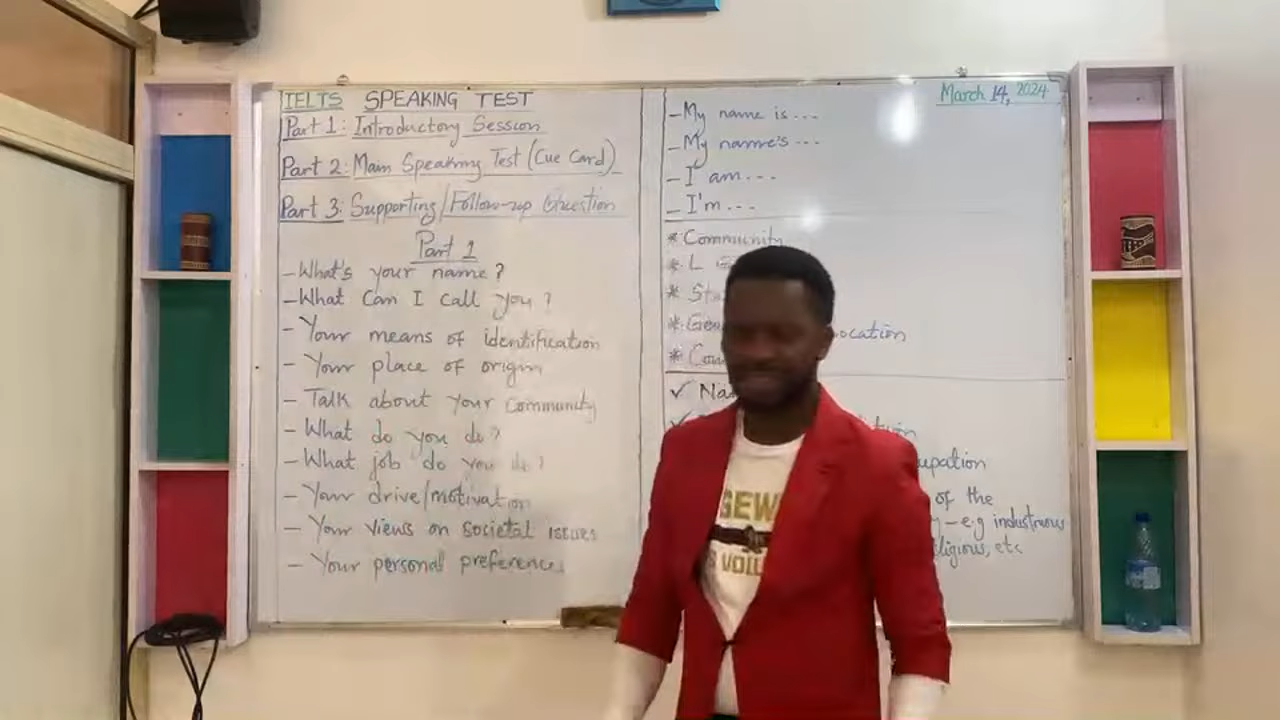 IELTS SPEAKING TEST
Part 1: Introductory Session
Part 2: Main Speaking Test (Cue Card)
Part 3: Supporting/Follow-up Question
Part 1
- What's your name?
- What Can I call you?
- Your means of identification
- Your place of origin
- Talk about your Community
- What do you do?
- What job do you do?
- Your drive/motivation
- Your views on societal issues
- Your personal preferences
March 14, 2024
- My name is...
- My name's...
- I am...
- I'm...
* Community
* L
*
* ocation
*
✓
✓
upation
of the
- e.g industrious
etc
GEW
VOIL